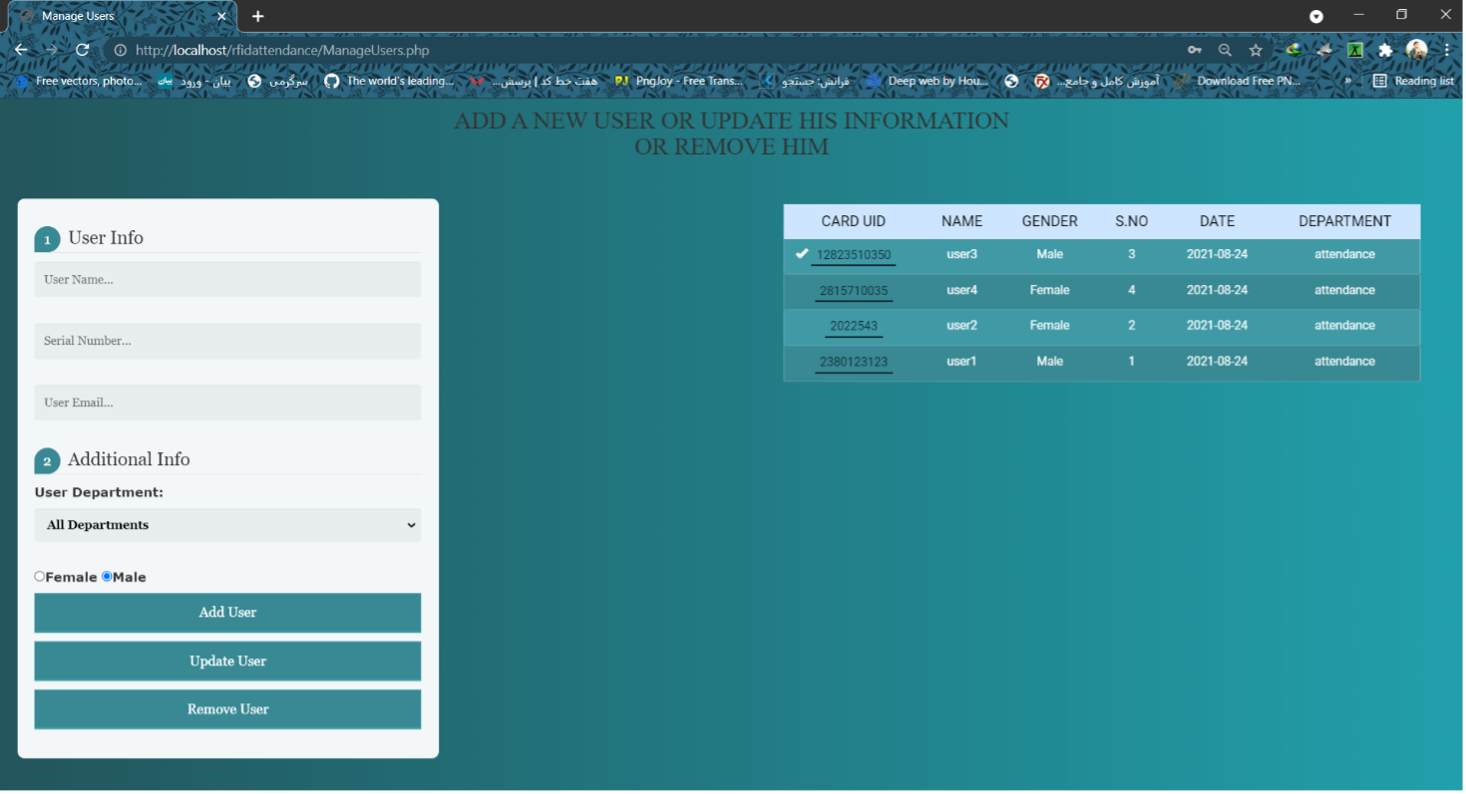 Manage Users
http://localhost/rfidattendance/ManageUsers.php
Free vectors, photo... بیان - ورود سرگرمی The world's leading... هفت خط کد | پرسش... PngJoy - Free Trans... فرانش: جستجو Deep web by Hou... آموزش کامل و جامع... Download Free PN... » Reading list
ADD A NEW USER OR UPDATE HIS INFORMATION
OR REMOVE HIM
1 User Info
User Name...
Serial Number...
User Email...
2 Additional Info
User Department:
All Departments
Female Male
Add User
Update User
Remove User
CARD UID NAME GENDER S.NO DATE DEPARTMENT
12823510350 user3 Male 3 2021-08-24 attendance
2815710035 user4 Female 4 2021-08-24 attendance
2022543 user2 Female 2 2021-08-24 attendance
2380123123 user1 Male 1 2021-08-24 attendance